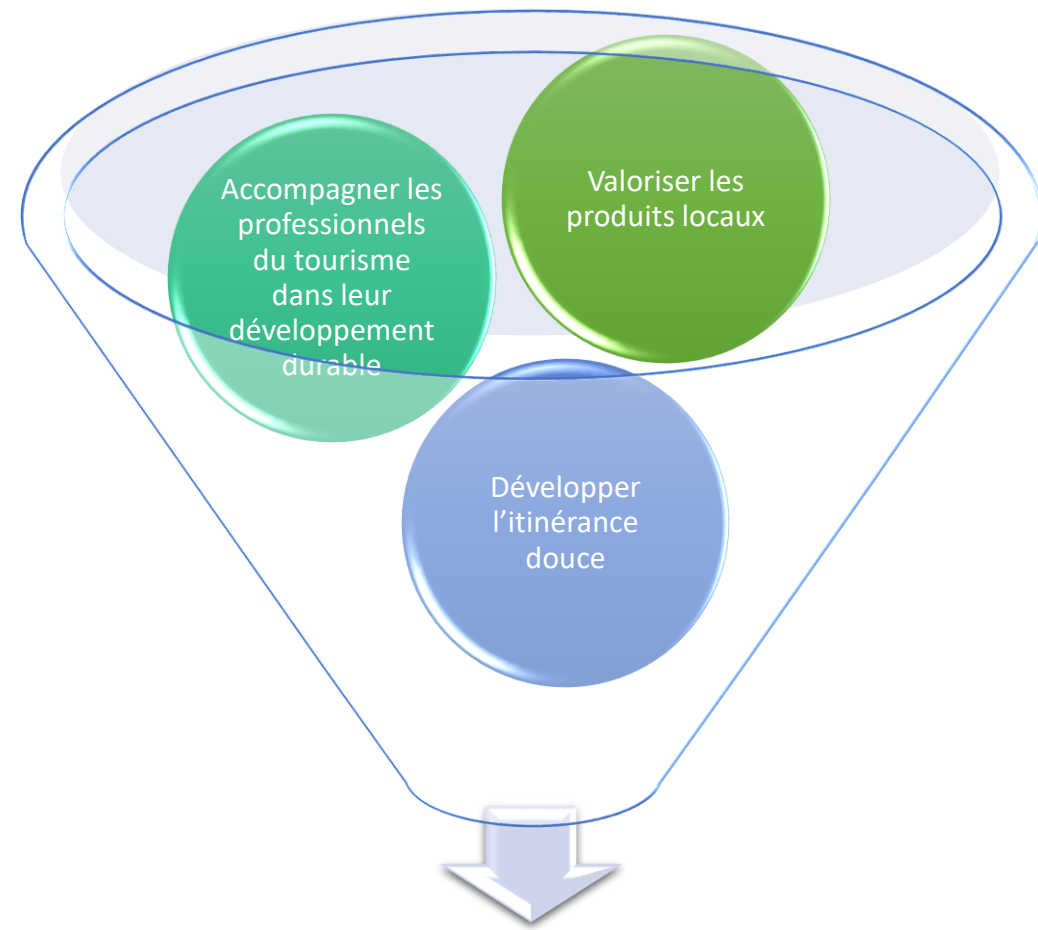 Accompagner les
professionnels
du tourisme
dans leur
développement
durable
Valoriser les
produits locaux
Développer
l’itinérance
douce